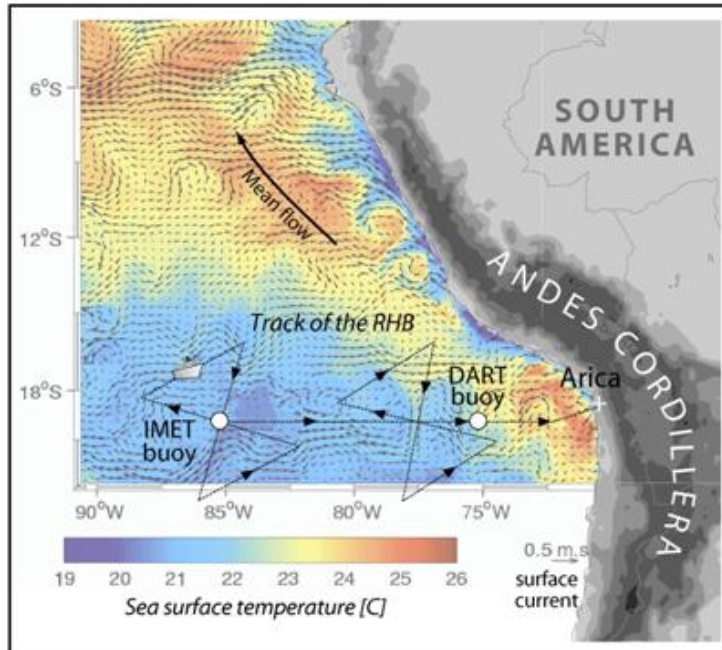 6°S
12°S
18°S
SOUTH
AMERICA
Mean flow
ANDES CORDILLERA
Track of the RHB
DART
buoy
Arica
IMET
buoy
90°W 85°W 80°W 75°W
19 20 21 22 23 24 25 26
Sea surface temperature [C]
0.5 m.s
surface
current